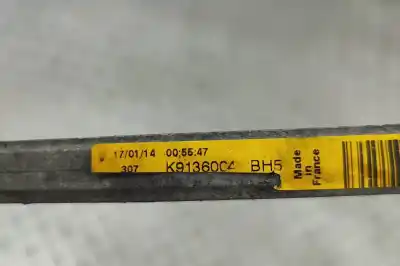 17/01/14 00:55:47
307 K9136004 BH5
Made
in
France